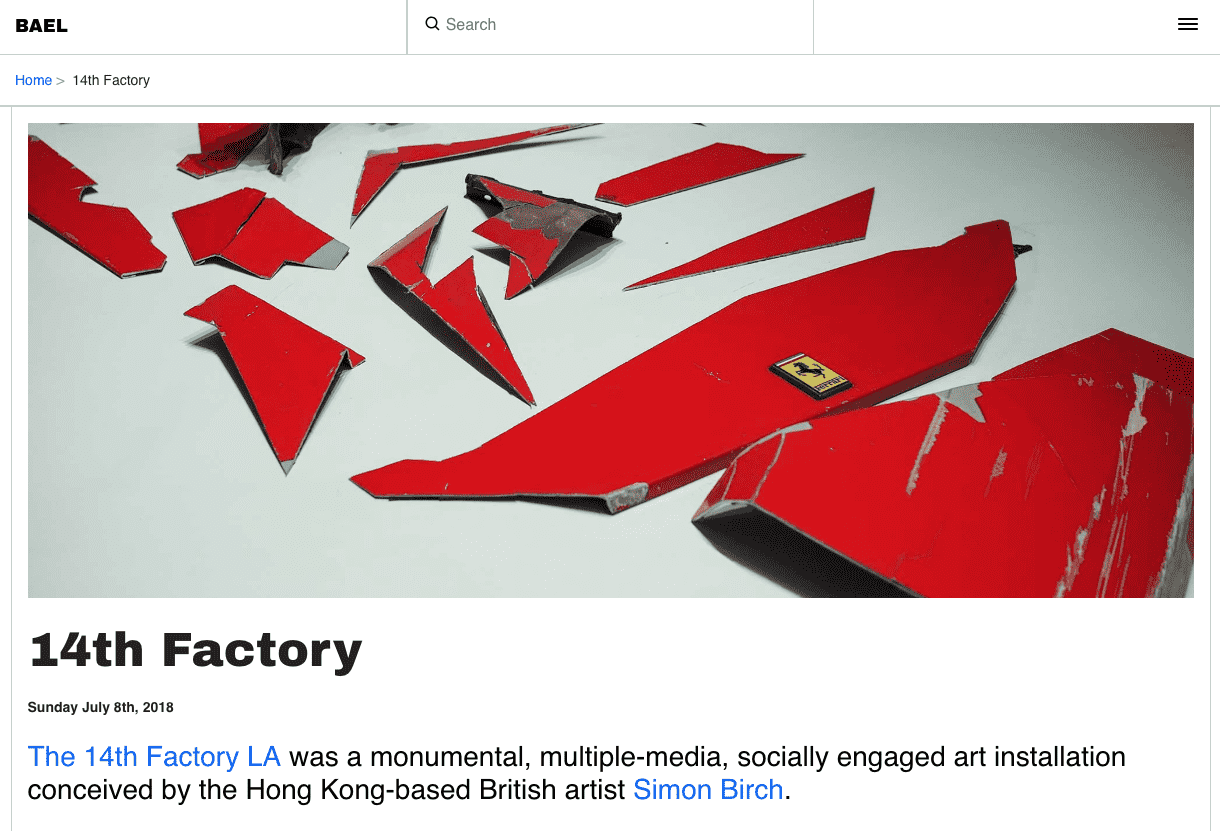 BAEL
Search
Home > 14th Factory
Ferrari
14th Factory
Sunday July 8th, 2018
The 14th Factory LA was a monumental, multiple-media, socially engaged art installation
conceived by the Hong Kong-based British artist Simon Birch.